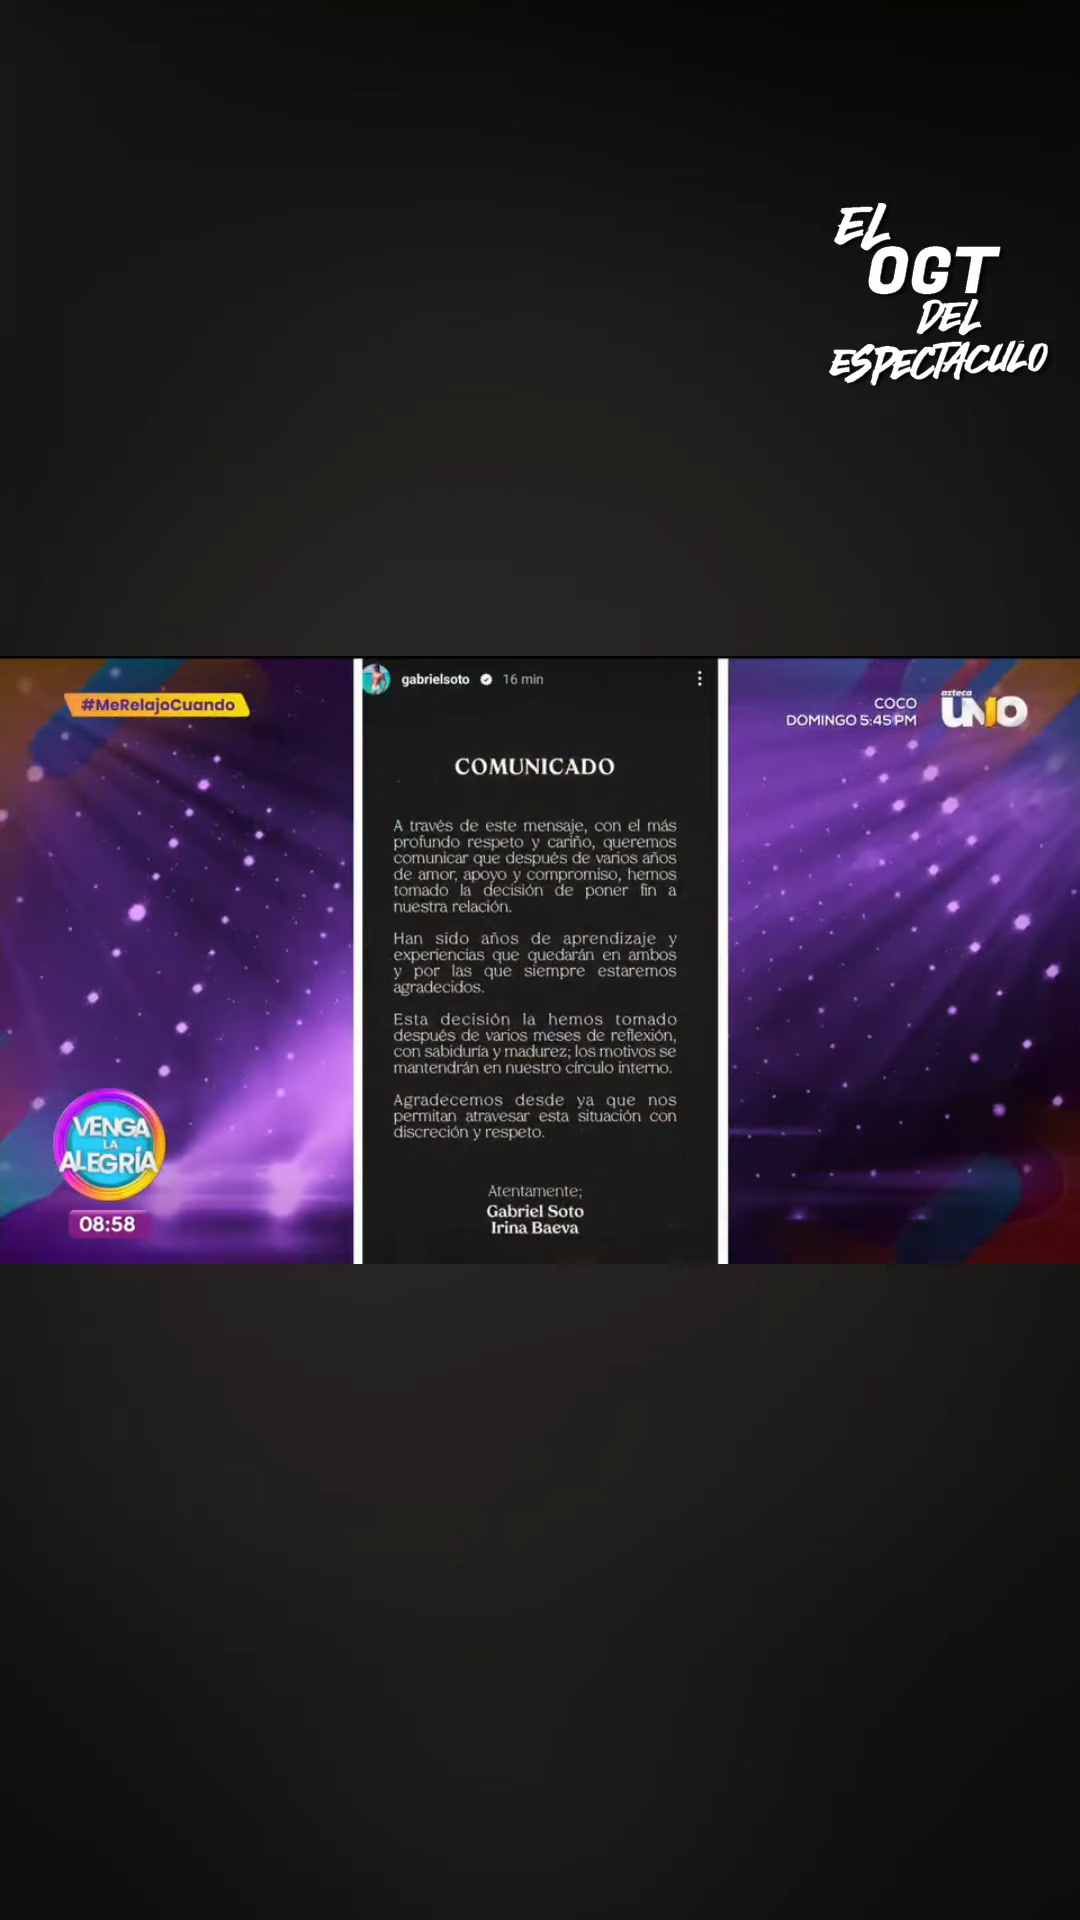 EL
OGT
DEL
ESPECTACULO
#MeRelajoCuando
gabrielsoto 16 min
COCO
DOMINGO 5:45 PM
azteca
UNO
COMUNICADO
A través de este mensaje, con el más
profundo respeto y cariño, queremos
comunicar que después de varios años
de amor, apoyo y compromiso, hemos
tomado la decisión de poner fin a
nuestra relación.
Han sido años de aprendizaje y
experiencias que quedarán en ambos
y por las que siempre estaremos
agradecidos.
Esta decisión la hemos tomado
después de varios meses de reflexión,
con sabiduría y madurez; los motivos se
mantendrán en nuestro círculo interno.
Agradecemos desde ya que nos
permitan atravesar esta situación con
discreción y respeto.
Atentamente;
Gabriel Soto
Irina Baeva
VENGA
LA
ALEGRÍA
08:58